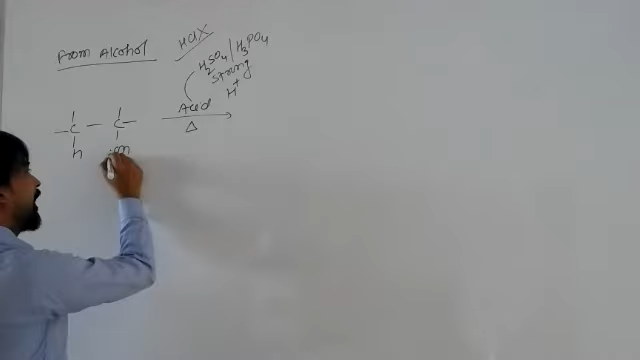 From Alcohol
HaX
H2SO4/H3PO4
strong
H+
Acid
Δ
-C-C-
H